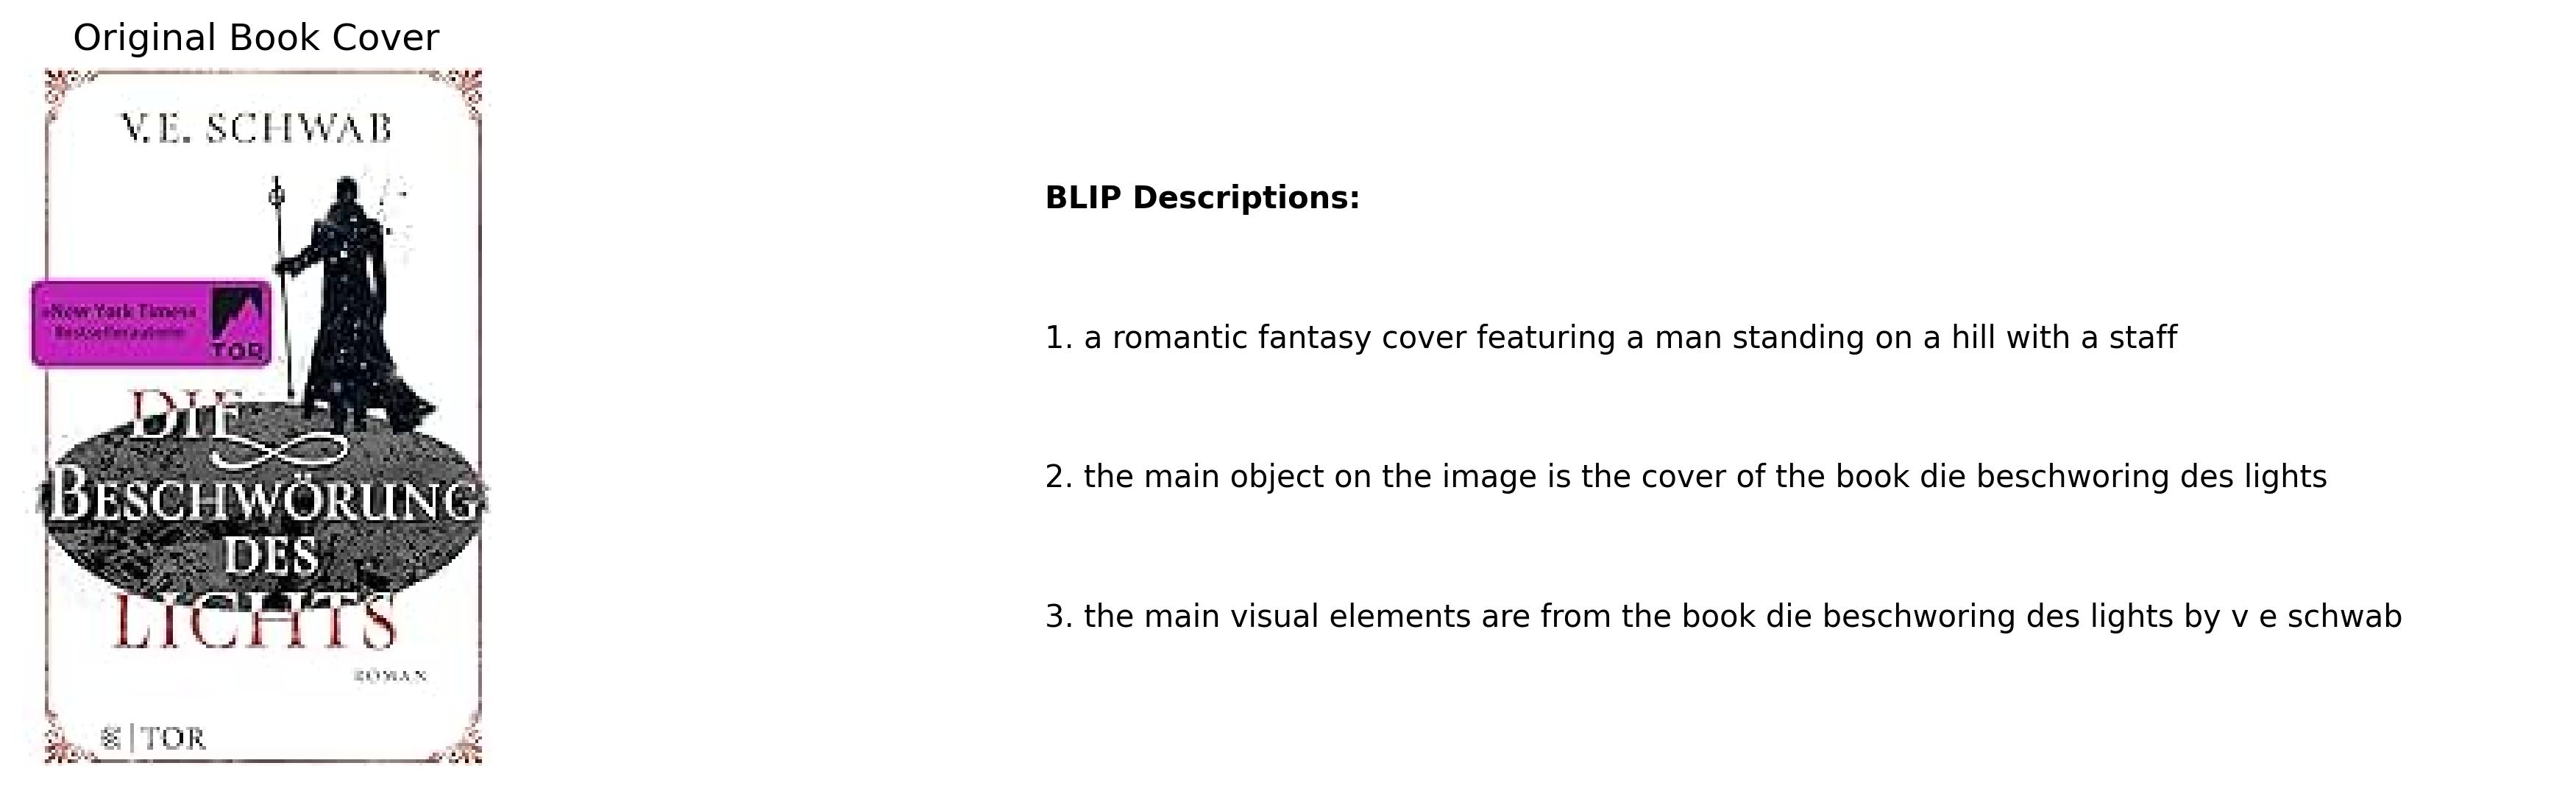 Original Book Cover
V.E. SCHWAB
»New York Times«
Bestsellerautorin
TOR
DIE
BESCHWÖRUNG
DES
LICHTS
ROMAN
TOR
BLIP Descriptions:
1. a romantic fantasy cover featuring a man standing on a hill with a staff
2. the main object on the image is the cover of the book die beschworing des lights
3. the main visual elements are from the book die beschworing des lights by v e schwab